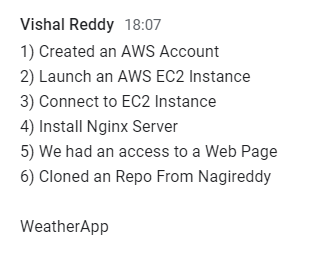 Vishal Reddy 18:07
1) Created an AWS Account
2) Launch an AWS EC2 Instance
3) Connect to EC2 Instance
4) Install Nginx Server
5) We had an access to a Web Page
6) Cloned an Repo From Nagireddy
WeatherApp